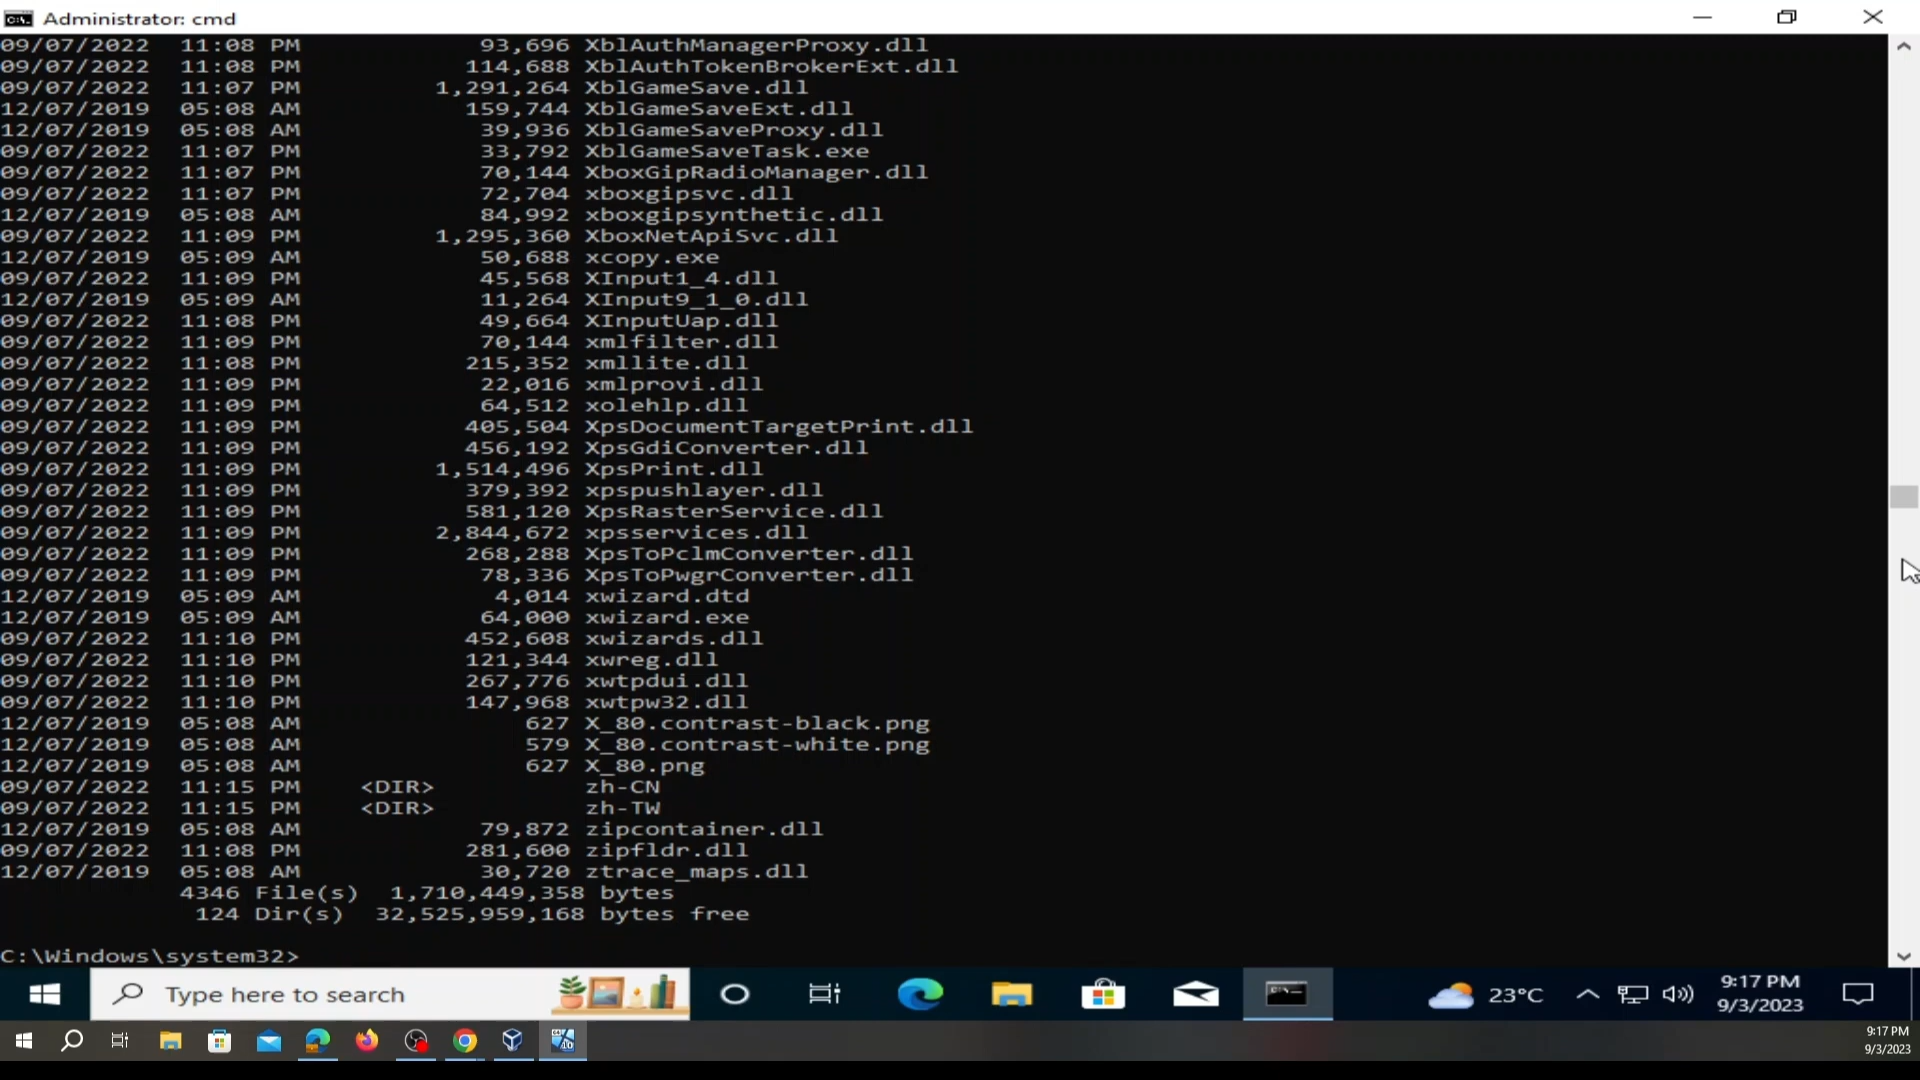 Administrator: cmd
09/07/2022  11:08 PM            93,696 XblAuthManagerProxy.dll
09/07/2022  11:08 PM           114,688 XblAuthTokenBrokerExt.dll
09/07/2022  11:07 PM         1,291,264 XblGameSave.dll
12/07/2019  05:08 AM           159,744 XblGameSaveExt.dll
12/07/2019  05:08 AM            39,936 XblGameSaveProxy.dll
09/07/2022  11:07 PM            33,792 XblGameSaveTask.exe
09/07/2022  11:07 PM            70,144 XboxGipRadioManager.dll
09/07/2022  11:07 PM            72,704 xboxgipsvc.dll
12/07/2019  05:08 AM            84,992 xboxgipsynthetic.dll
09/07/2022  11:09 PM         1,295,360 XboxNetApiSvc.dll
12/07/2019  05:09 AM            50,688 xcopy.exe
09/07/2022  11:09 PM            45,568 XInput1_4.dll
12/07/2019  05:09 AM            11,264 XInput9_1_0.dll
09/07/2022  11:08 PM            49,664 XInputUap.dll
09/07/2022  11:09 PM            70,144 xmlfilter.dll
09/07/2022  11:08 PM           215,352 xmllite.dll
09/07/2022  11:09 PM            22,016 xmlprovi.dll
09/07/2022  11:09 PM            64,512 xolehlp.dll
09/07/2022  11:09 PM           405,504 XpsDocumentTargetPrint.dll
09/07/2022  11:09 PM           456,192 XpsGdiConverter.dll
09/07/2022  11:09 PM         1,514,496 XpsPrint.dll
09/07/2022  11:09 PM           379,392 xpspushlayer.dll
09/07/2022  11:09 PM           581,120 XpsRasterService.dll
09/07/2022  11:09 PM         2,844,672 xpsservices.dll
09/07/2022  11:09 PM           268,288 XpsToPclmConverter.dll
09/07/2022  11:09 PM            78,336 XpsToPwgrConverter.dll
12/07/2019  05:09 AM             4,014 xwizard.dtd
12/07/2019  05:09 AM            64,000 xwizard.exe
09/07/2022  11:10 PM           452,608 xwizards.dll
09/07/2022  11:10 PM           121,344 xwreg.dll
09/07/2022  11:10 PM           267,776 xwtpdui.dll
09/07/2022  11:10 PM           147,968 xwtpw32.dll
12/07/2019  05:08 AM               627 X_80.contrast-black.png
12/07/2019  05:08 AM               579 X_80.contrast-white.png
12/07/2019  05:08 AM               627 X_80.png
09/07/2022  11:15 PM    <DIR>          zh-CN
09/07/2022  11:15 PM    <DIR>          zh-TW
12/07/2019  05:08 AM            79,872 zipcontainer.dll
09/07/2022  11:08 PM           281,600 zipfldr.dll
12/07/2019  05:08 AM            30,720 ztrace_maps.dll
4346 File(s)  1,710,449,358 bytes
124 Dir(s)  32,525,959,168 bytes free
C:\Windows\system32>
Type here to search
23°C
9:17 PM
9/3/2023
9:17 PM
9/3/2023